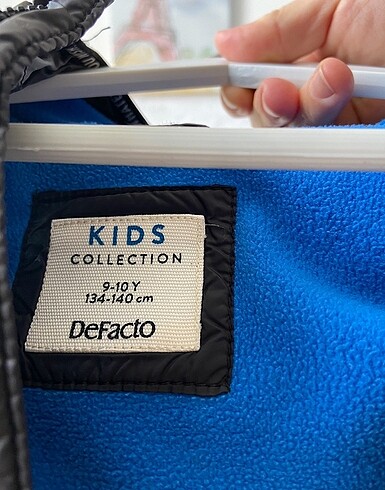 KIDS
COLLECTION
9-10 Y
134-140 cm
DeFacto